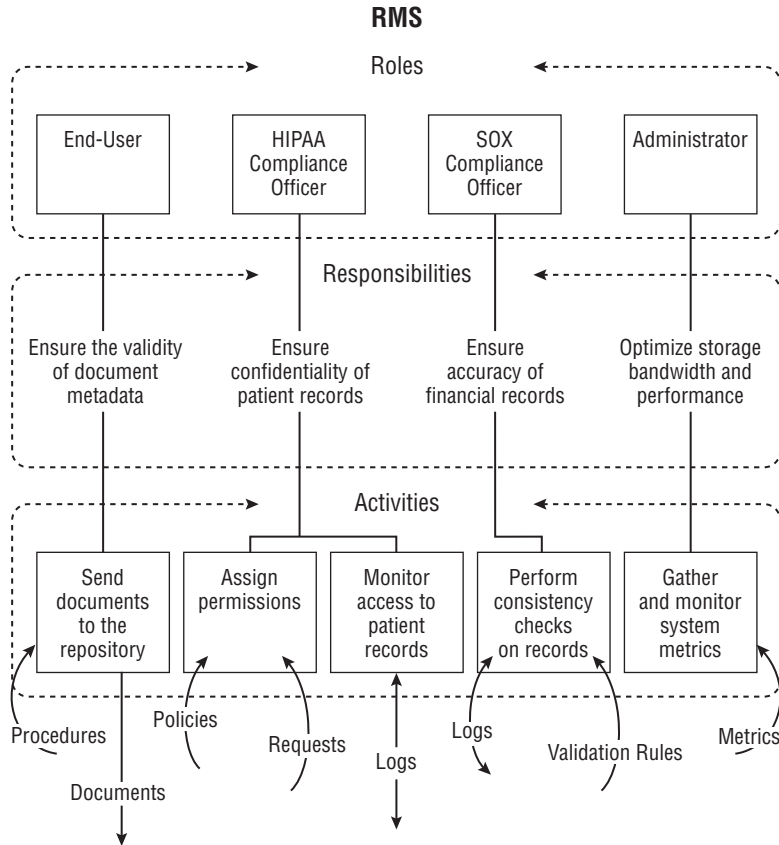 RMS
Roles
End-User
HIPAA
Compliance
Officer
SOX
Compliance
Officer
Administrator
Responsibilities
Ensure the validity
of document
metadata
Ensure
confidentiality of
patient records
Ensure
accuracy of
financial records
Optimize storage
bandwidth and
performance
Activities
Send
documents
to the
repository
Assign
permissions
Monitor
access to
patient
records
Perform
consistency
checks
on records
Gather
and monitor
system
metrics
Procedures
Documents
Policies
Requests
Logs
Logs
Validation Rules
Metrics